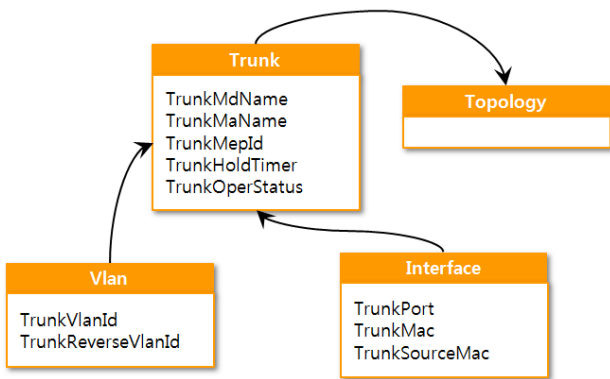 Trunk
TrunkMdName
TrunkMaName
TrunkMepId
TrunkHoldTimer
TrunkOperStatus
Topology
Vlan
TrunkVlanId
TrunkReverseVlanId
Interface
TrunkPort
TrunkMac
TrunkSourceMac